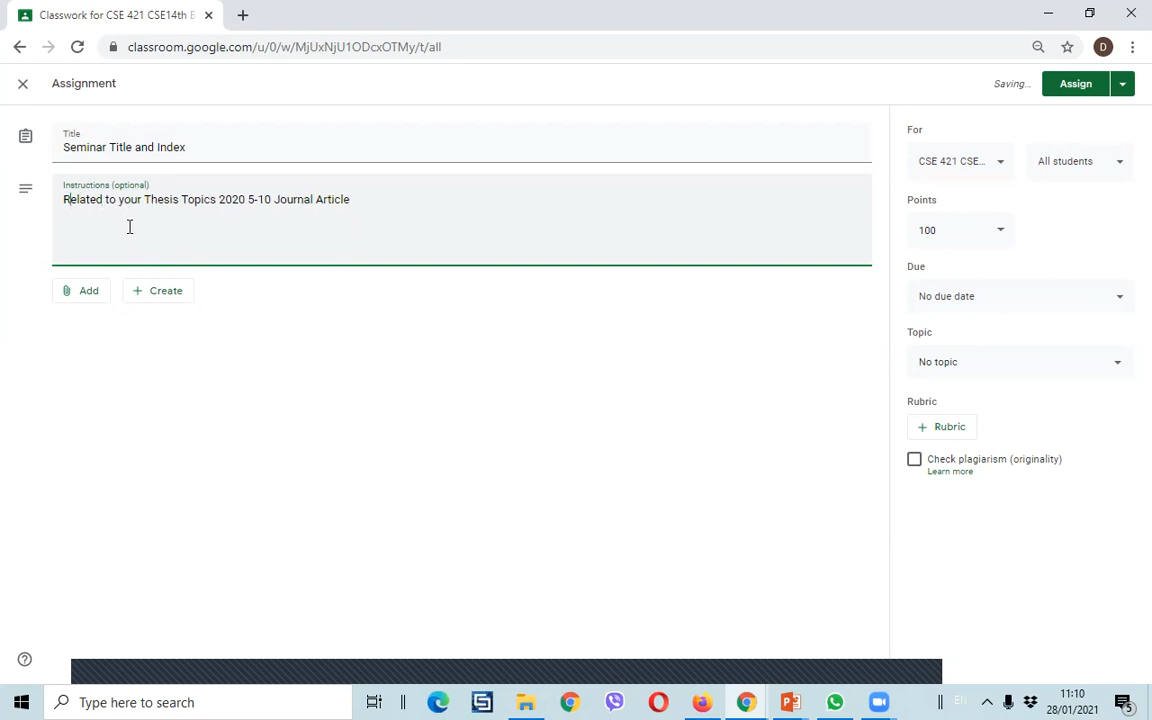 Classwork for CSE 421 CSE14th B
classroom.google.com/u/0/w/MjUxNjU1ODcxOTMy/t/all
D
Assignment
Saving...
Assign
Title
Seminar Title and Index
Instructions (optional)
Related to your Thesis Topics 2020 5-10 Journal Article
Add
Create
For
CSE 421 CSE...
All students
Points
100
Due
No due date
Topic
No topic
Rubric
Rubric
Check plagiarism (originality)
Learn more
Type here to search
EN
11:10
28/01/2021
5